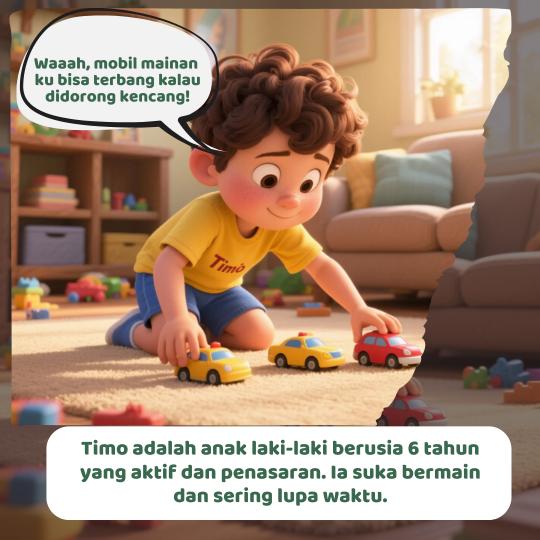 Waaah, mobil mainan
ku bisa terbang kalau
didorong kencang!
Timo
Timo adalah anak laki-laki berusia 6 tahun
yang aktif dan penasaran. Ia suka bermain
dan sering lupa waktu.